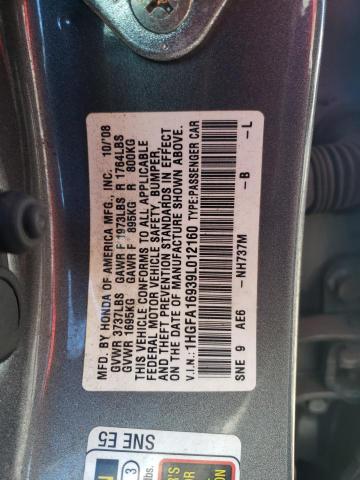 MFD. BY HONDA OF AMERICA MFG., INC. 10/'08
GVWR 3737LBS GAWR F 1973LBS R 1764LBS
GVWR 1695KG GAWR F 895KG R 800KG
THIS VEHICLE CONFORMS TO ALL APPLICABLE
FEDERAL MOTOR VEHICLE SAFETY, BUMPER,
AND THEFT PREVENTION STANDARDS IN EFFECT
ON THE DATE OF MANUFACTURE SHOWN ABOVE.
V.I.N.: 1HGFA16939L012160 TYPE:PASSENGER CAR
SNE 9 AE6 -NH737M -B -L
SNE E5
N
3
lbs.